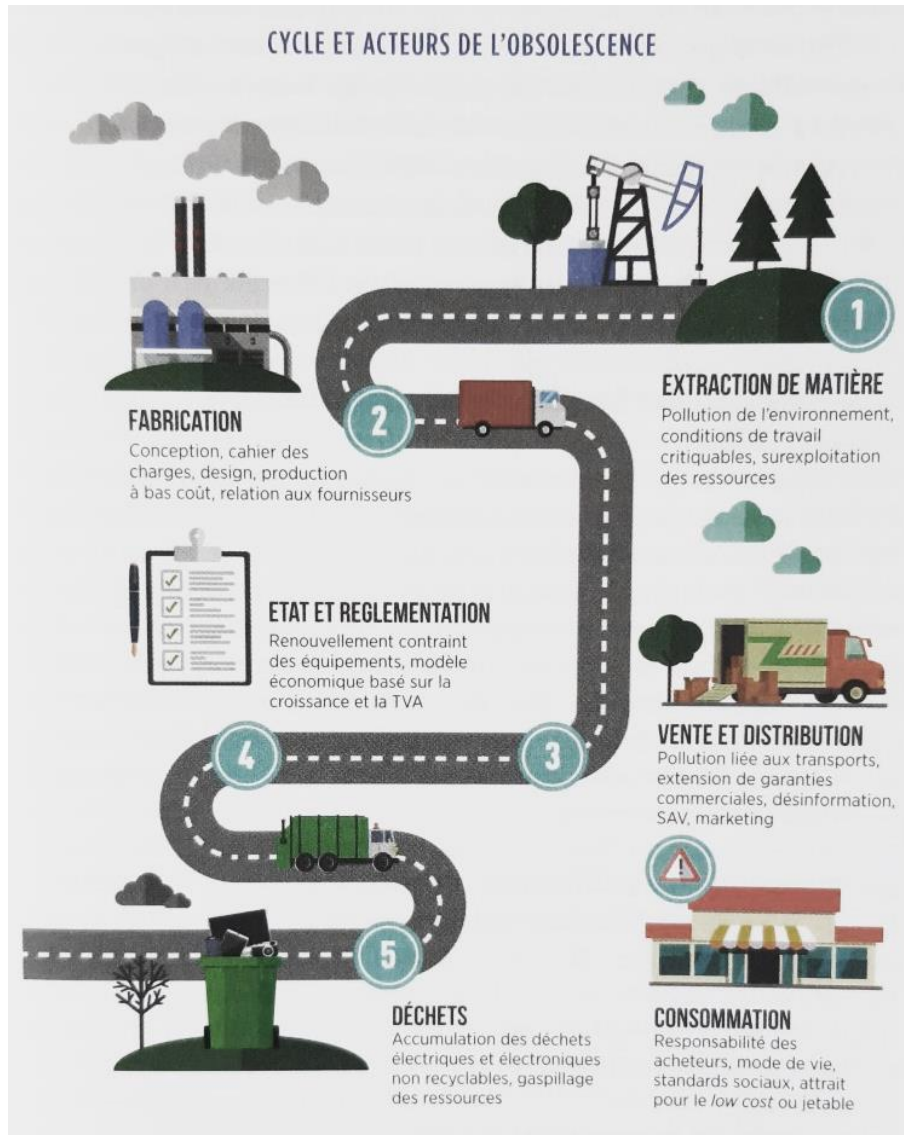 CYCLE ET ACTEURS DE L'OBSOLESCENCE
1
EXTRACTION DE MATIÈRE
Pollution de l'environnement,
conditions de travail
critiquables, surexploitation
des ressources
2
FABRICATION
Conception, cahier des
charges, design, production
à bas coût, relation aux fournisseurs
3
VENTE ET DISTRIBUTION
Pollution liée aux transports,
extension de garanties
commerciales, désinformation,
SAV, marketing
4
ETAT ET REGLEMENTATION
Renouvellement contraint
des équipements, modèle
économique basé sur la
croissance et la TVA
CONSOMMATION
Responsabilité des
acheteurs, mode de vie,
standards sociaux, attrait
pour le low cost ou jetable
5
DÉCHETS
Accumulation des déchets
électriques et électroniques
non recyclables, gaspillage
des ressources